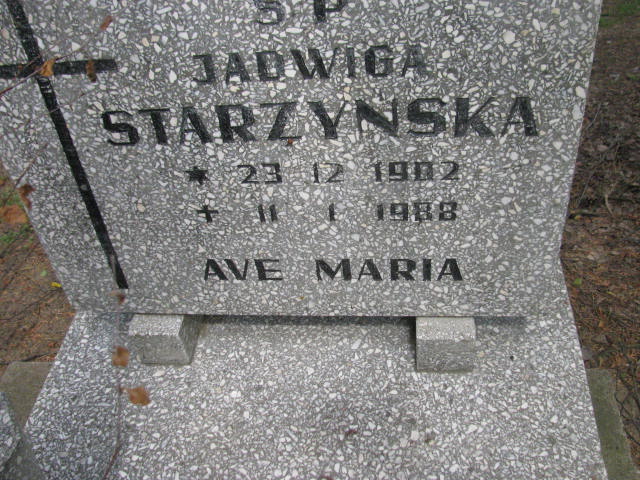 Ś P
JADWIGA
STARZYŃSKA
* 23 12 1902
+ 11 1 1988
AVE MARIA